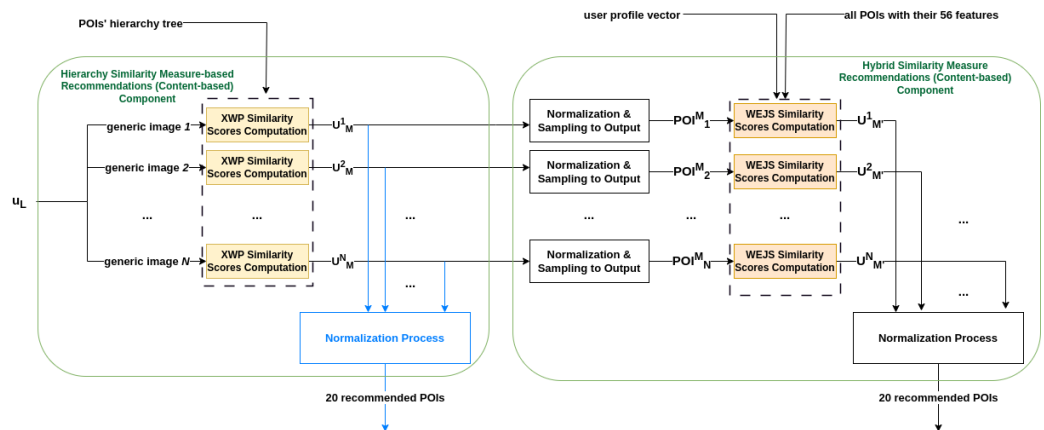 POIs' hierarchy tree
user profile vector
all POIs with their 56 features
Hierarchy Similarity Measure-based
Recommendations (Content-based)
Component
Hybrid Similarity Measure
Recommendations (Content-based)
Component
generic image 1
XWP Similarity
Scores Computation
U¹M
Normalization &
Sampling to Output
POIᴹ1
WEJS Similarity
Scores Computation
U¹M'
generic image 2
XWP Similarity
Scores Computation
U²M
Normalization &
Sampling to Output
POIᴹ2
WEJS Similarity
Scores Computation
U²M'
uL
...
...
...
...
...
...
...
generic image N
XWP Similarity
Scores Computation
UᴺM
Normalization &
Sampling to Output
POIᴹN
WEJS Similarity
Scores Computation
UᴺM'
...
...
Normalization Process
Normalization Process
20 recommended POIs
20 recommended POIs